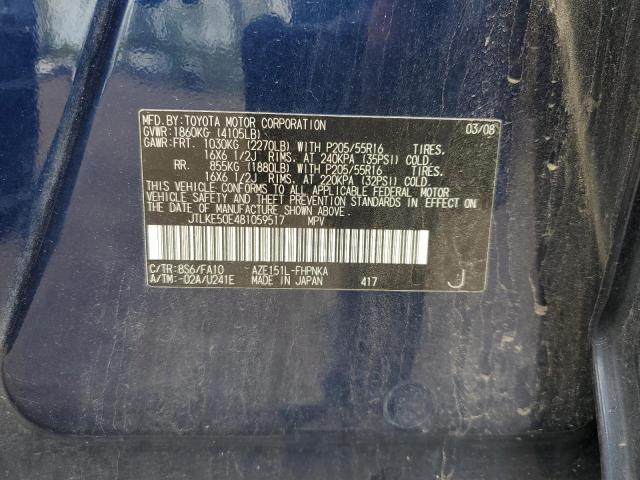 MFD. BY: TOYOTA MOTOR CORPORATION 03/08
GVWR: 1860KG (4105LB)
GAWR: FRT. 1030KG (2270LB) WITH P205/55R16 TIRES.
16X6 1/2J RIMS. AT 240KPA (35PSI) COLD.
RR. 855KG (1880LB) WITH P205/55R16 TIRES.
16X6 1/2J RIMS. AT 220KPA (32PSI) COLD.
THIS VEHICLE CONFORMS TO ALL APPLICABLE FEDERAL MOTOR
VEHICLE SAFETY AND THEFT PREVENTION STANDARDS IN EFFECT ON
THE DATE OF MANUFACTURE SHOWN ABOVE.
JTLKE50E481059517 MPV
C/TR: 8S6/FA10 AZE151L-FHPNKA
A/TM: -02A/U241E MADE IN JAPAN 417 J